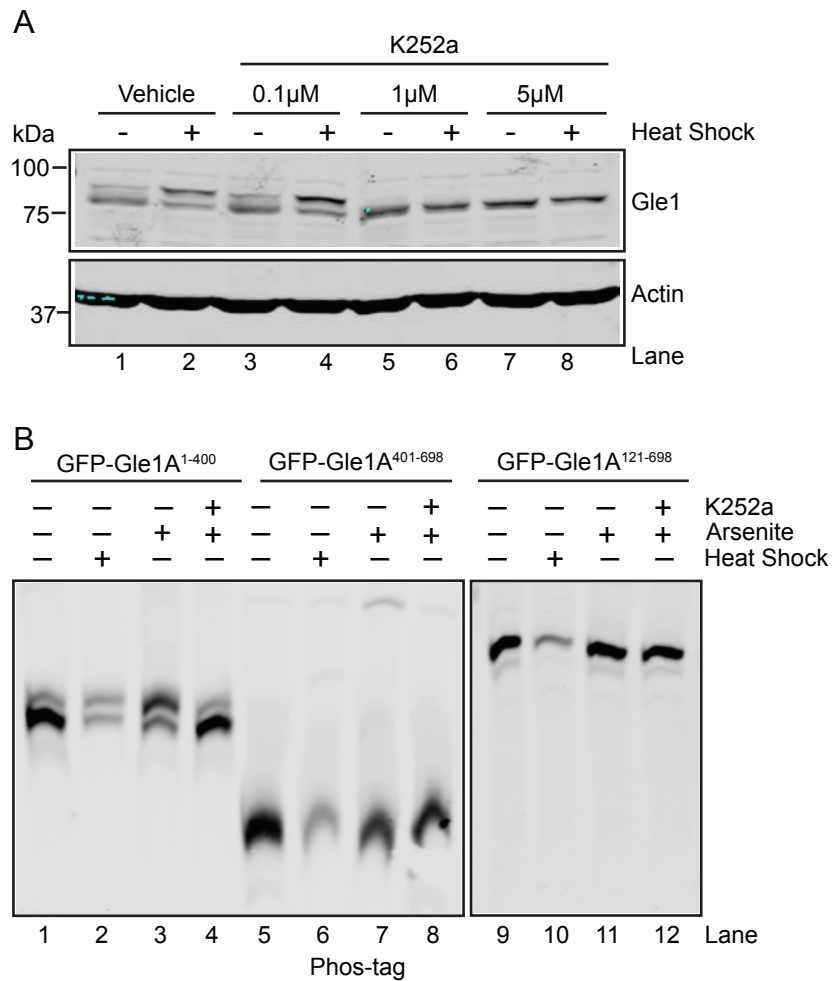 A
K252a
Vehicle 0.1µM 1µM 5µM
kDa - + - + - + - + Heat Shock
100
75
Gle1
37
Actin
1 2 3 4 5 6 7 8 Lane
B
GFP-Gle1A1-400 GFP-Gle1A401-698 GFP-Gle1A121-698
– – – + – – – + – – – + K252a
– – + + – – + + – – + + Arsenite
– + – – – + – – – + – – Heat Shock
1 2 3 4 5 6 7 8 9 10 11 12 Lane
Phos-tag